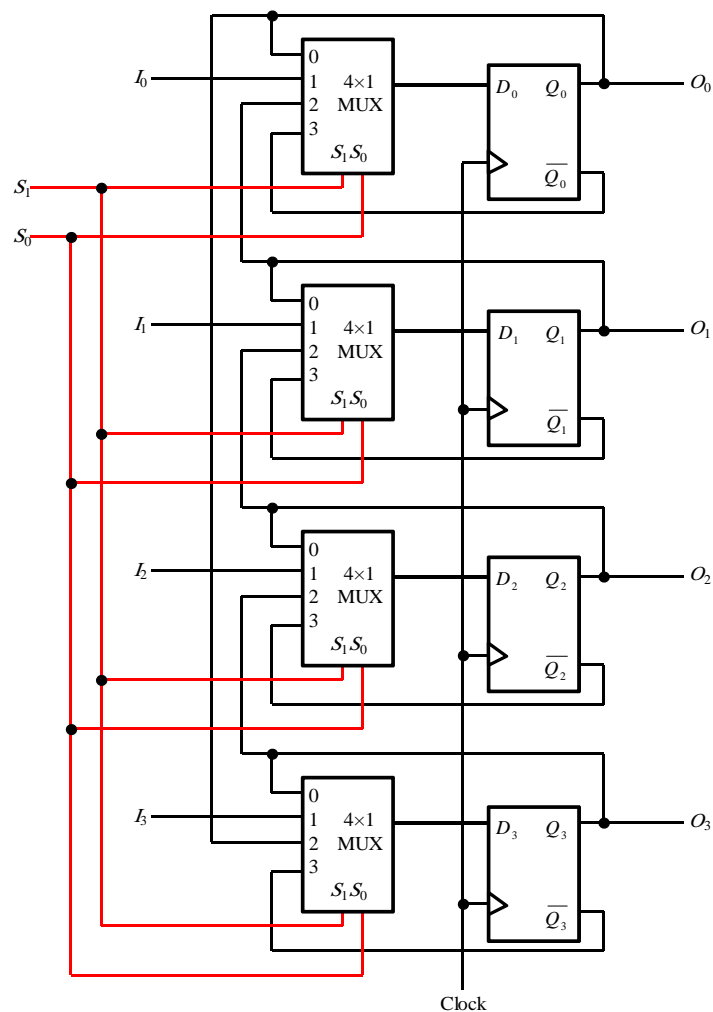 0
I₀ 1 4×1 D₀ Q₀ O₀
2 MUX
3
S₁S₀ Q̅₀
S₁
S₀
0
I₁ 1 4×1 D₁ Q₁ O₁
2 MUX
3
S₁S₀ Q̅₁
0
I₂ 1 4×1 D₂ Q₂ O₂
2 MUX
3
S₁S₀ Q̅₂
0
I₃ 1 4×1 D₃ Q₃ O₃
2 MUX
3
S₁S₀ Q̅₃
Clock